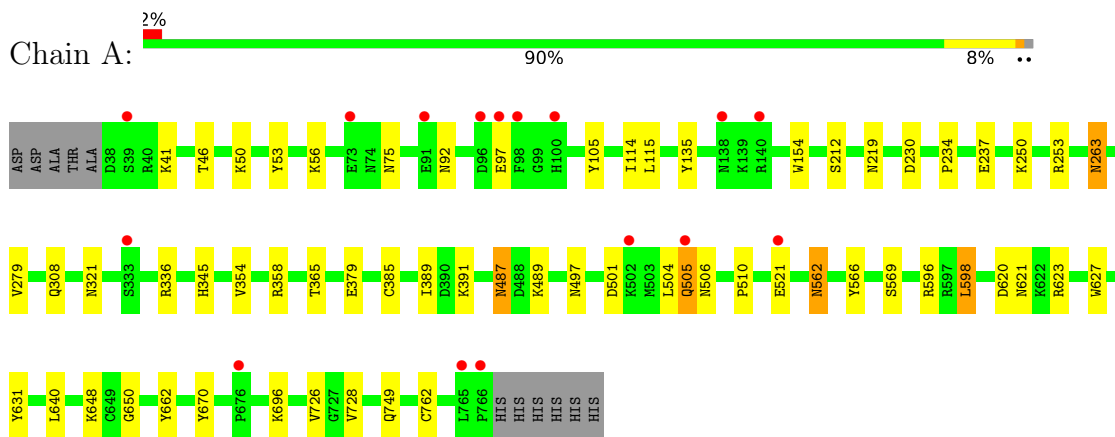 2%
Chain A:
90% 8% ••
ASP ASP ALA THR ALA D38 S39 R40 K41 T46 K50 Y53 K56 E73 N74 N75 E91 N92 D96 E97 F98 G99 H100 Y105 I114 L115 Y135 N138 K139 R140 W154 S212 N219 D230 P234 E237 K250 R253 N263
V279 Q308 N321 S333 R336 H345 V354 R358 T365 E379 C385 I389 D390 K391 N487 D488 K489 N497 D501 K502 M503 L504 Q505 N506 P510 E521 N562 Y566 S569 R596 R597 L598 D620 N621 K622 R623 W627
Y631 L640 K648 C649 G650 Y662 Y670 P676 K696 V726 G727 V728 Q749 C762 L765 P766 HIS HIS HIS HIS HIS HIS